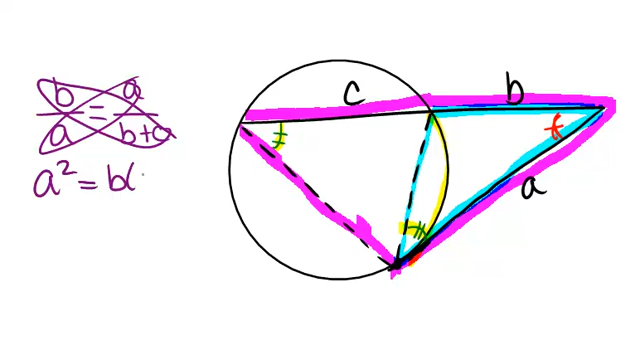 b/a = a/b+c
a² = b(
c
b
a